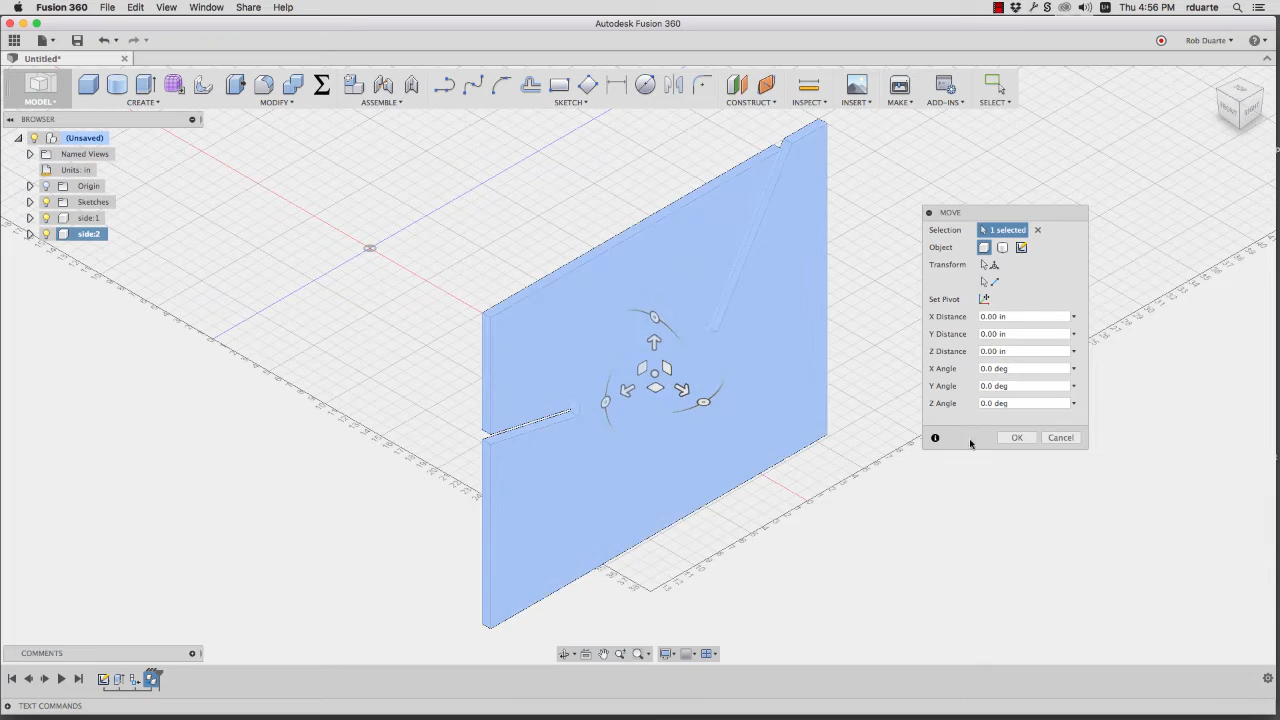 Fusion 360 File Edit View Window Share Help Thu 4:56 PM rduarte
Autodesk Fusion 360
Rob Duarte
Untitled*
MODEL CREATE MODIFY ASSEMBLE SKETCH CONSTRUCT INSPECT INSERT MAKE ADD-INS SELECT
BROWSER
(Unsaved)
Named Views
Units: in
Origin
Sketches
side:1
side:2
TOP
FRONT
RIGHT
MOVE
Selection 1 selected
Object
Transform
Set Pivot
X Distance 0.00 in
Y Distance 0.00 in
Z Distance 0.00 in
X Angle 0.0 deg
Y Angle 0.0 deg
Z Angle 0.0 deg
OK Cancel
COMMENTS
TEXT COMMANDS